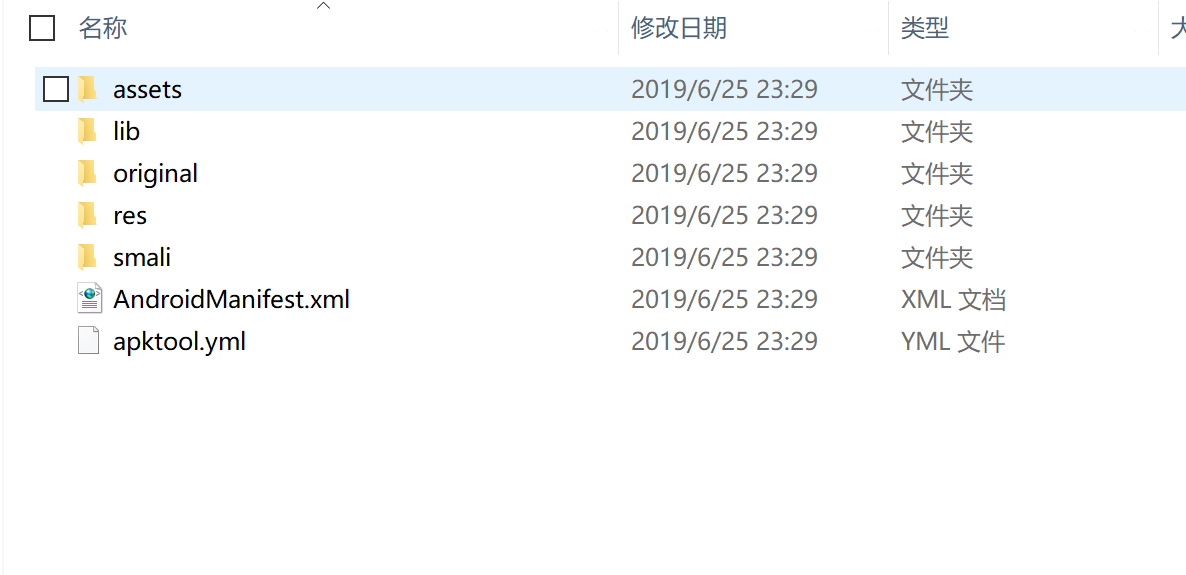 名称 修改日期 类型 大
assets 2019/6/25 23:29 文件夹
lib 2019/6/25 23:29 文件夹
original 2019/6/25 23:29 文件夹
res 2019/6/25 23:29 文件夹
smali 2019/6/25 23:29 文件夹
AndroidManifest.xml 2019/6/25 23:29 XML 文档
apktool.yml 2019/6/25 23:29 YML 文件